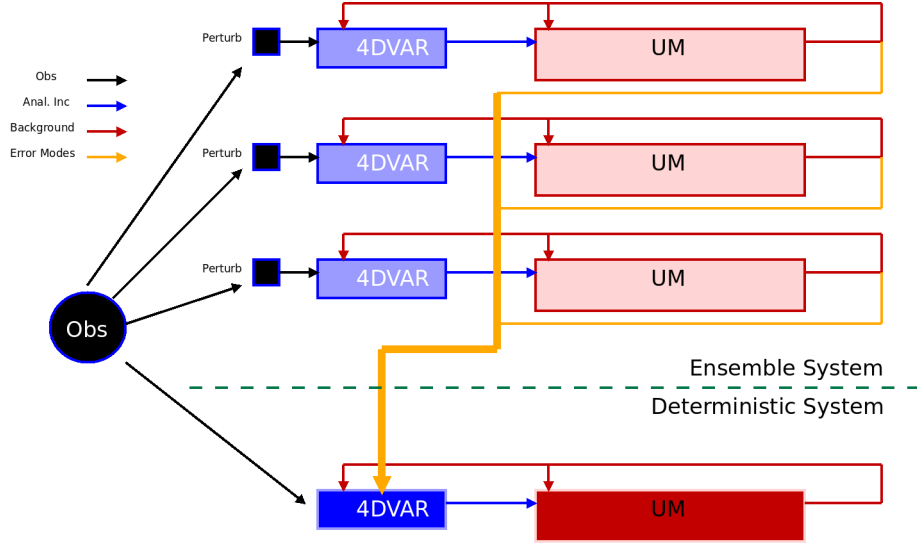 Perturb
4DVAR
UM
Obs
Anal. Inc
Background
Error Modes
Perturb
4DVAR
UM
Perturb
4DVAR
UM
Obs
Ensemble System
Deterministic System
4DVAR
UM